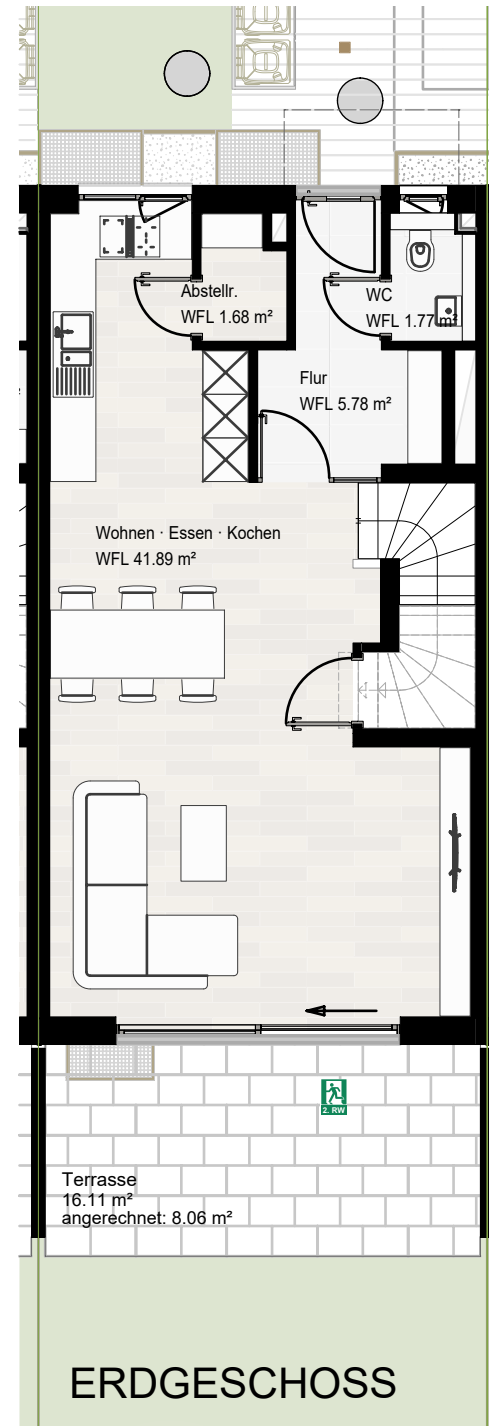 Abstellr.
WFL 1.68 m²
WC
WFL 1.77 m²
Flur
WFL 5.78 m²
Wohnen · Essen · Kochen
WFL 41.89 m²
2. RW
Terrasse
16.11 m²
angerechnet: 8.06 m²
ERDGESCHOSS